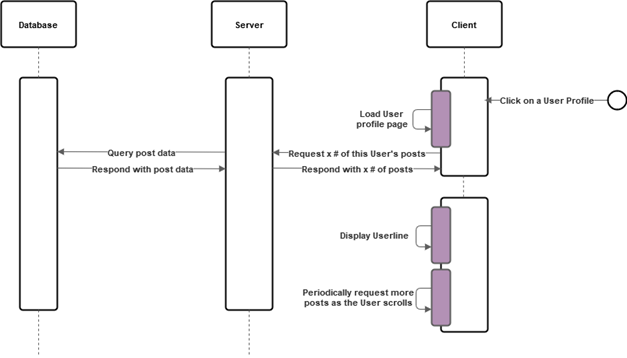 Database
Server
Client
Click on a User Profile
Load User
profile page
Query post data
Request x # of this User's posts
Respond with post data
Respond with x # of posts
Display Userline
Periodically request more
posts as the User scrolls